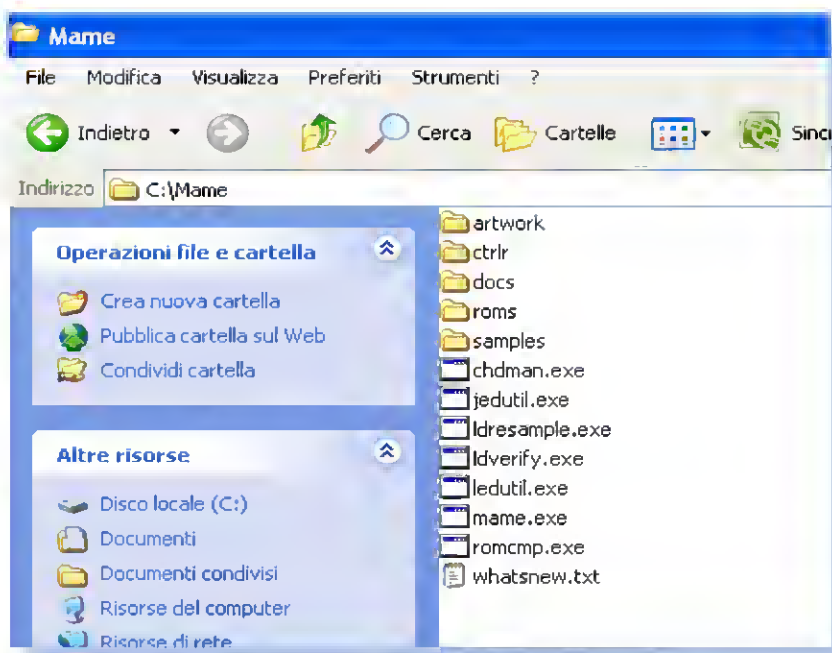 Mame
File Modifica Visualizza Preferiti Strumenti ?
Indietro Cerca Cartelle
Indirizzo C:\Mame
Operazioni file e cartella
Crea nuova cartella
Pubblica cartella sul Web
Condividi cartella
Altre risorse
Disco locale (C:)
Documenti
Documenti condivisi
Risorse del computer
Risorse di rete
artwork
ctrlr
docs
roms
samples
chdman.exe
jedutil.exe
ldresample.exe
ldverify.exe
ledutil.exe
mame.exe
romcmp.exe
whatsnew.txt